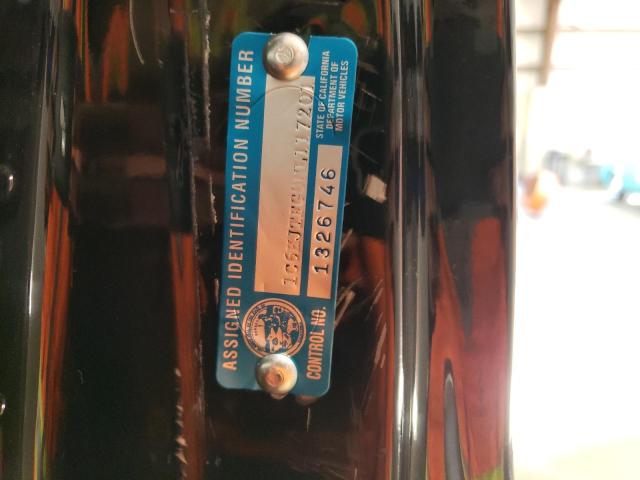 ASSIGNED IDENTIFICATION NUMBER
STATE OF CALIFORNIA
DEPARTMENT OF
MOTOR VEHICLES
CONTROL NO. 1326746